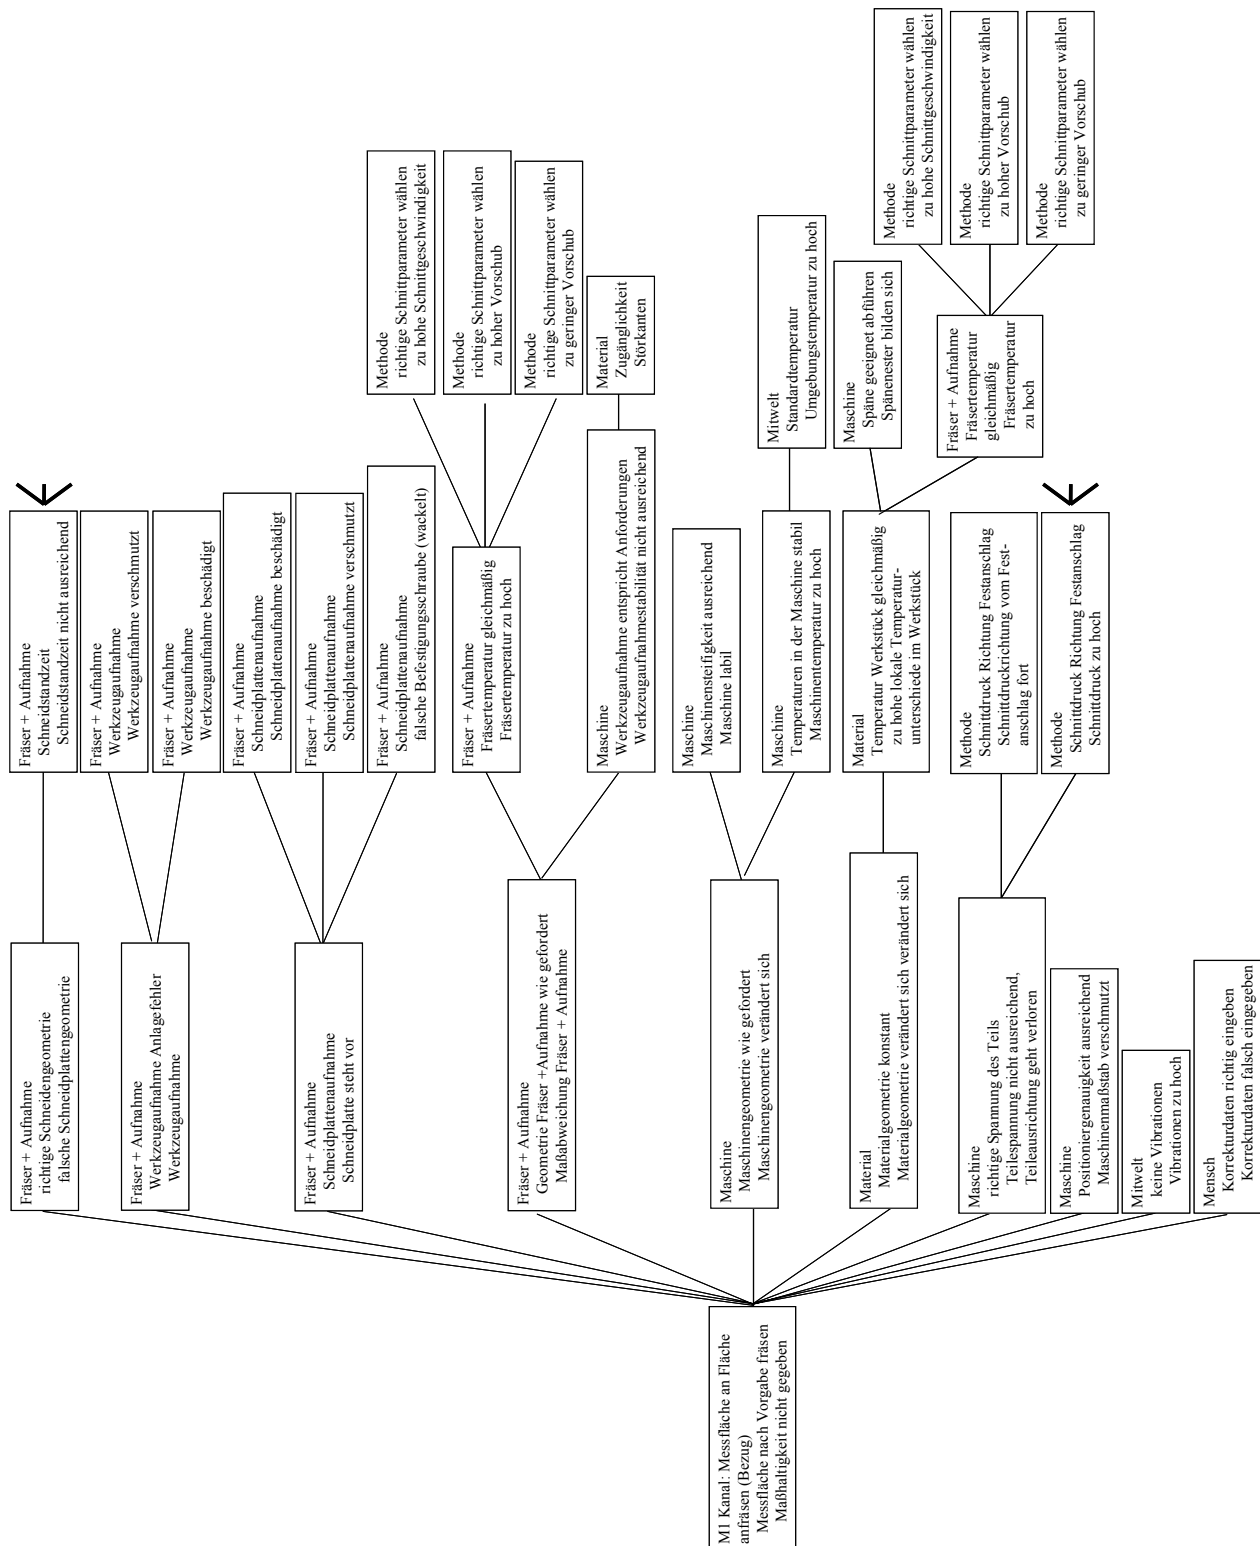 M1 Kanal: Messfläche an Fläche
anfräsen (Bezug)
Messfläche nach Vorgabe fräsen
Maßhaltigkeit nicht gegeben
Fräser + Aufnahme
richtige Schneidengeometrie
falsche Schneidplattengeometrie
Fräser + Aufnahme
Werkzeugaufnahme Anlagefehler
Werkzeugaufnahme
Fräser + Aufnahme
Schneidplattenaufnahme
Schneidplatte steht vor
Fräser + Aufnahme
Geometrie Fräser +Aufnahme wie gefordert
Maßabweichung Fräser + Aufnahme
Maschine
Maschinengeometrie wie gefordert
Maschinengeometrie verändert sich
Material
Materialgeometrie konstant
Materialgeometrie verändert sich verändert sich
Maschine
richtige Spannung des Teils
Teilespannung nicht ausreichend,
Teileausrichtung geht verloren
Maschine
Positioniergenauigkeit ausreichend
Maschinenmaßstab verschmutzt
Mitwelt
keine Vibrationen
Vibrationen zu hoch
Mensch
Korrekturdaten richtig eingeben
Korrekturdaten falsch eingegeben
Fräser + Aufnahme
Schneidstandzeit
Schneidstandzeit nicht ausreichend
Fräser + Aufnahme
Werkzeugaufnahme
Werkzeugaufnahme verschmutzt
Fräser + Aufnahme
Werkzeugaufnahme
Werkzeugaufnahme beschädigt
Fräser + Aufnahme
Schneidplattenaufnahme
Schneidplattenaufnahme beschädigt
Fräser + Aufnahme
Schneidplattenaufnahme
Schneidplattenaufnahme verschmutzt
Fräser + Aufnahme
Schneidplattenaufnahme
falsche Befestigungsschraube (wackelt)
Fräser + Aufnahme
Fräsertemperatur gleichmäßig
Fräsertemperatur zu hoch
Maschine
Werkzeugaufnahme entspricht Anforderungen
Werkzeugaufnahmestabilität nicht ausreichend
Maschine
Maschinensteifigkeit ausreichend
Maschine labil
Maschine
Temperaturen in der Maschine stabil
Maschinentemperatur zu hoch
Material
Temperatur Werkstück gleichmäßig
zu hohe lokale Temperatur-
unterschiede im Werkstück
Methode
Schnittdruck Richtung Festanschlag
Schnittdruckrichtung vom Fest-
anschlag fort
Methode
Schnittdruck Richtung Festanschlag
Schnittdruck zu hoch
Methode
richtige Schnittparameter wählen
zu hohe Schnittgeschwindigkeit
Methode
richtige Schnittparameter wählen
zu hoher Vorschub
Methode
richtige Schnittparameter wählen
zu geringer Vorschub
Material
Zugänglichkeit
Störkanten
Mitwelt
Standardtemperatur
Umgebungstemperatur zu hoch
Maschine
Späne geeignet abführen
Spänenester bilden sich
Fräser + Aufnahme
Fräsertemperatur
gleichmäßig
Fräsertemperatur
zu hoch
Methode
richtige Schnittparameter wählen
zu hohe Schnittgeschwindigkeit
Methode
richtige Schnittparameter wählen
zu hoher Vorschub
Methode
richtige Schnittparameter wählen
zu geringer Vorschub